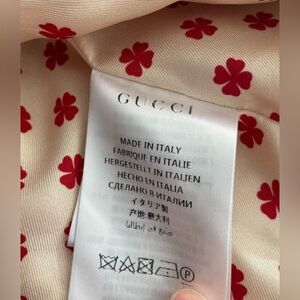 GUCCI
MADE IN ITALY
FABRIQUE EN ITALIE
HERGESTELLT IN ITALIEN
HECHO EN ITALIA
СДЕЛАНО В ИТАЛИИ
イタリア製
产地:意大利
صنع في إيطاليا
P